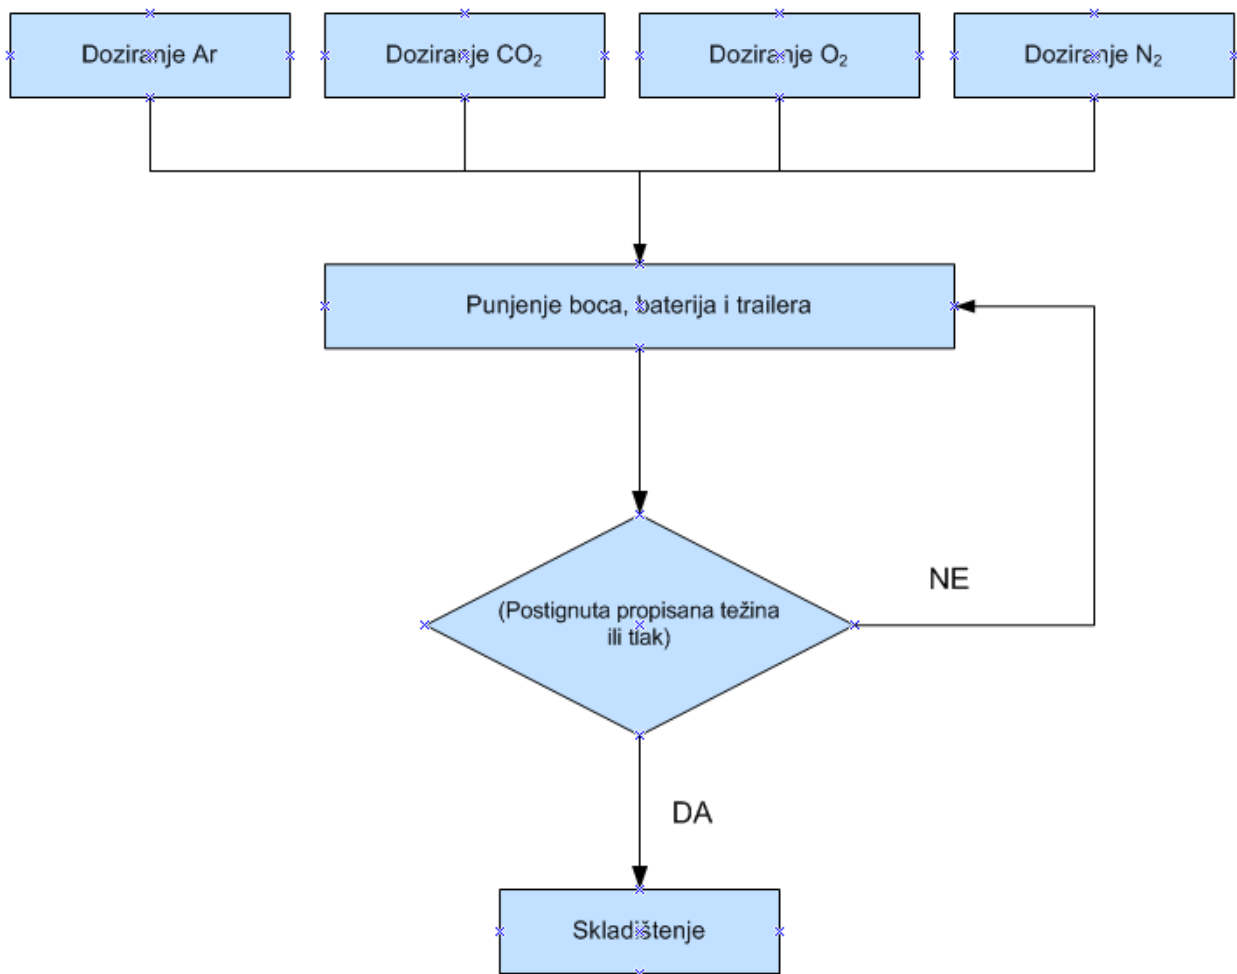 Doziranje Ar
Doziranje CO₂
Doziranje O₂
Doziranje N₂
Punjenje boca, baterija i trailera
NE
(Postignuta propisana težina
ili tlak)
DA
Skladištenje